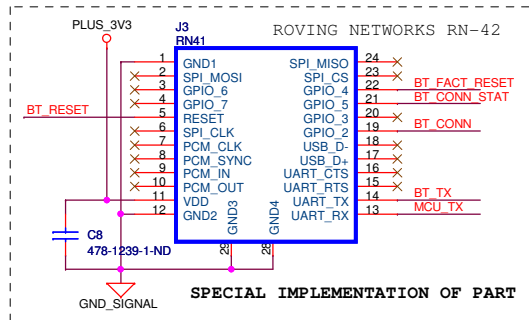 PLUS_3V3
J3
RN41
ROVING NETWORKS RN-42
1 GND1 SPI_MISO 24
2 SPI_MOSI SPI_CS 23
3 GPIO_6 GPIO_4 22 BT_FACT_RESET
4 GPIO_7 GPIO_5 21 BT_CONN_STAT
BT_RESET 5 RESET GPIO_3 20
6 SPI_CLK GPIO_2 19 BT_CONN
7 PCM_CLK USB_D- 18
8 PCM_SYNC USB_D+ 17
9 PCM_IN UART_CTS 16
10 PCM_OUT UART_RTS 15
11 VDD UART_TX 14 BT_TX
12 GND2 UART_RX 13 MCU_TX
GND3 GND4
29 28
C8
478-1239-1-ND
GND_SIGNAL
SPECIAL IMPLEMENTATION OF PART